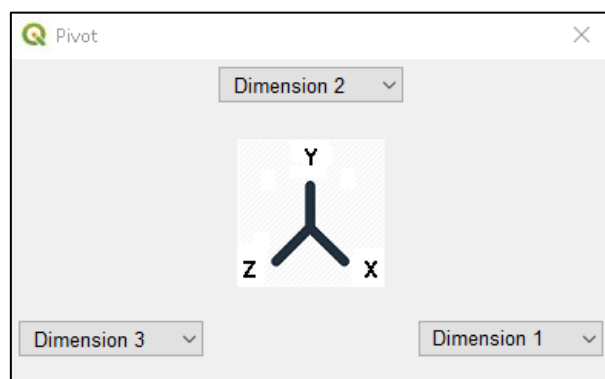 Pivot
Dimension 2
Y
Z X
Dimension 3 Dimension 1